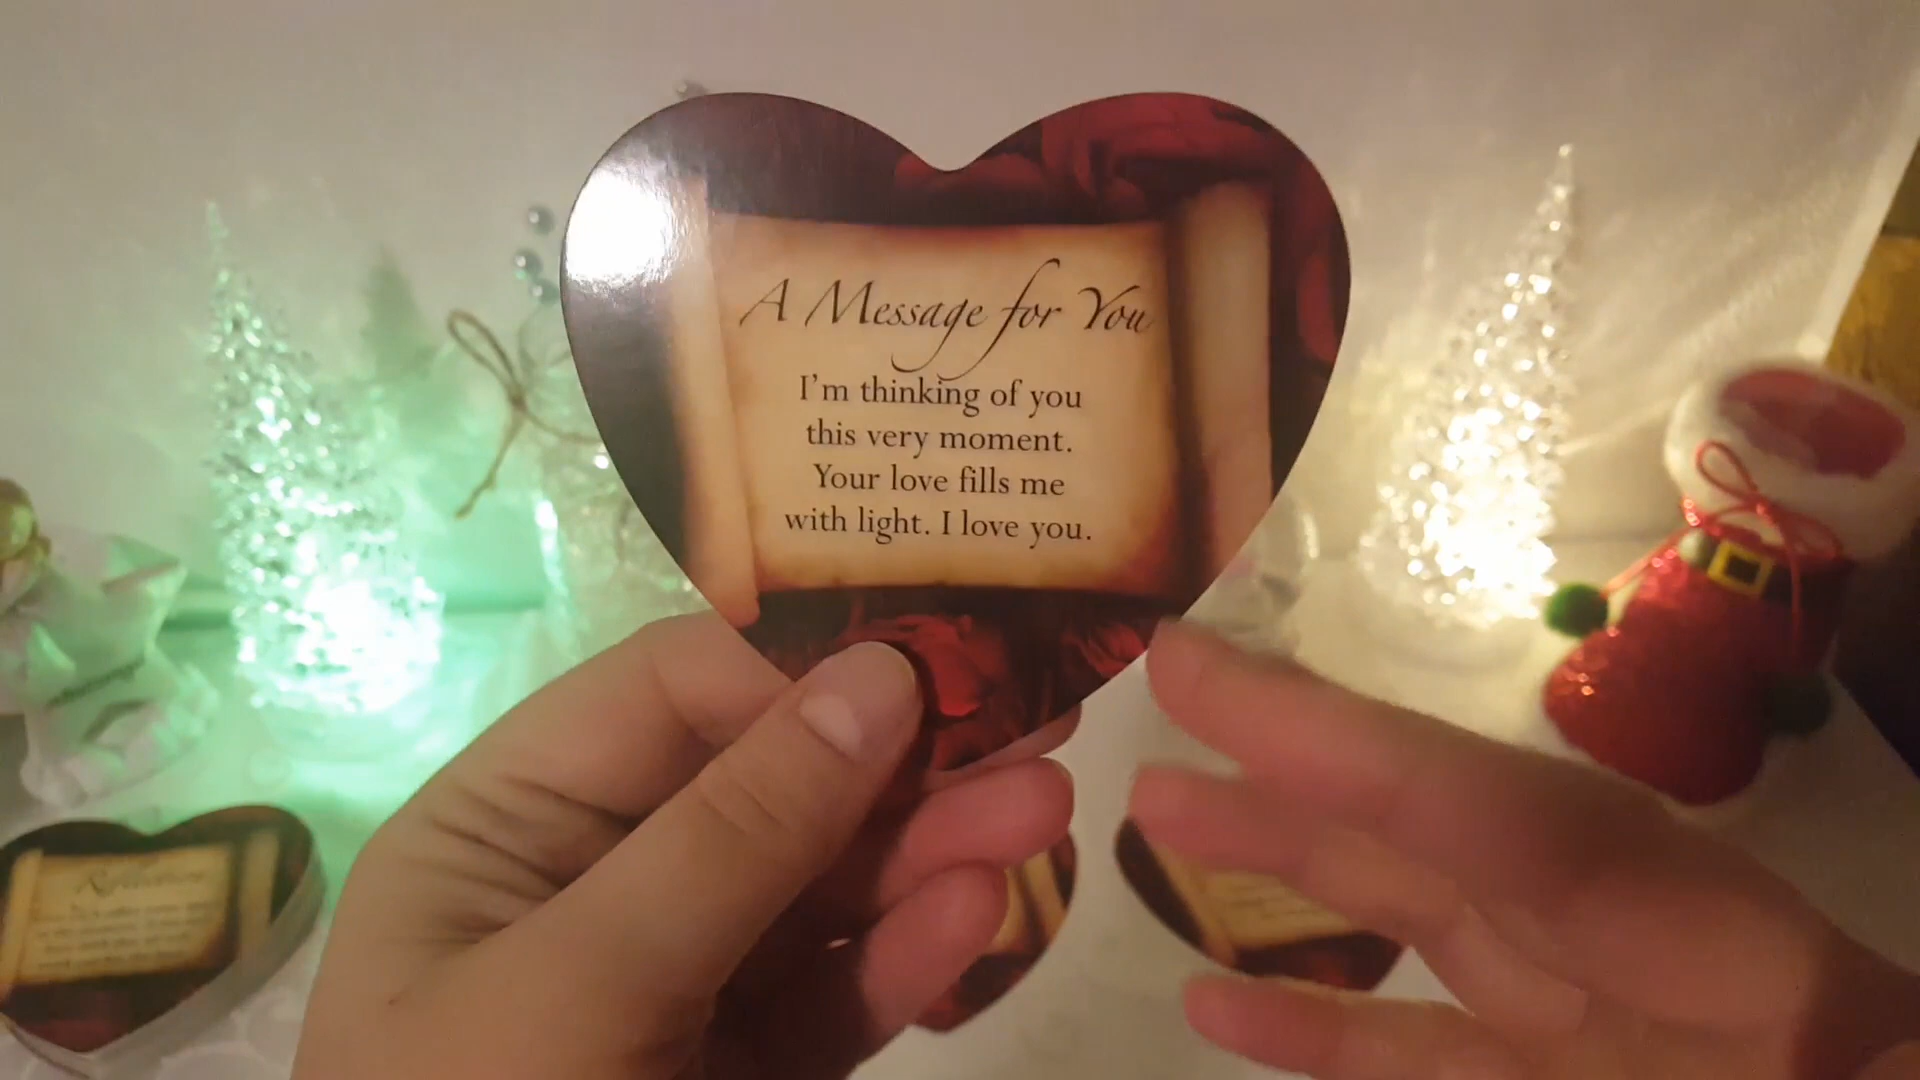 A Message for You
I'm thinking of you
this very moment.
Your love fills me
with light. I love you.